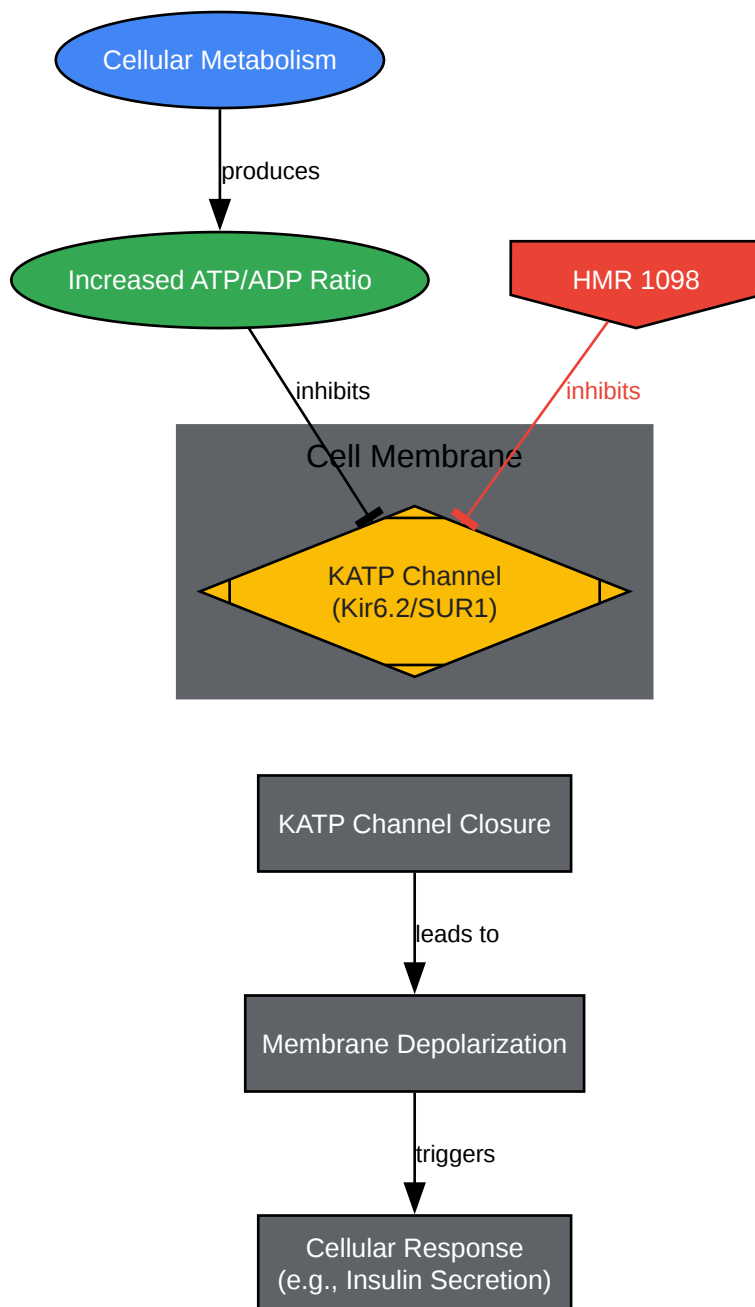 Cellular Metabolism
produces
Increased ATP/ADP Ratio
HMR 1098
inhibits
inhibits
Cell Membrane
KATP Channel
(Kir6.2/SUR1)
KATP Channel Closure
leads to
Membrane Depolarization
triggers
Cellular Response
(e.g., Insulin Secretion)